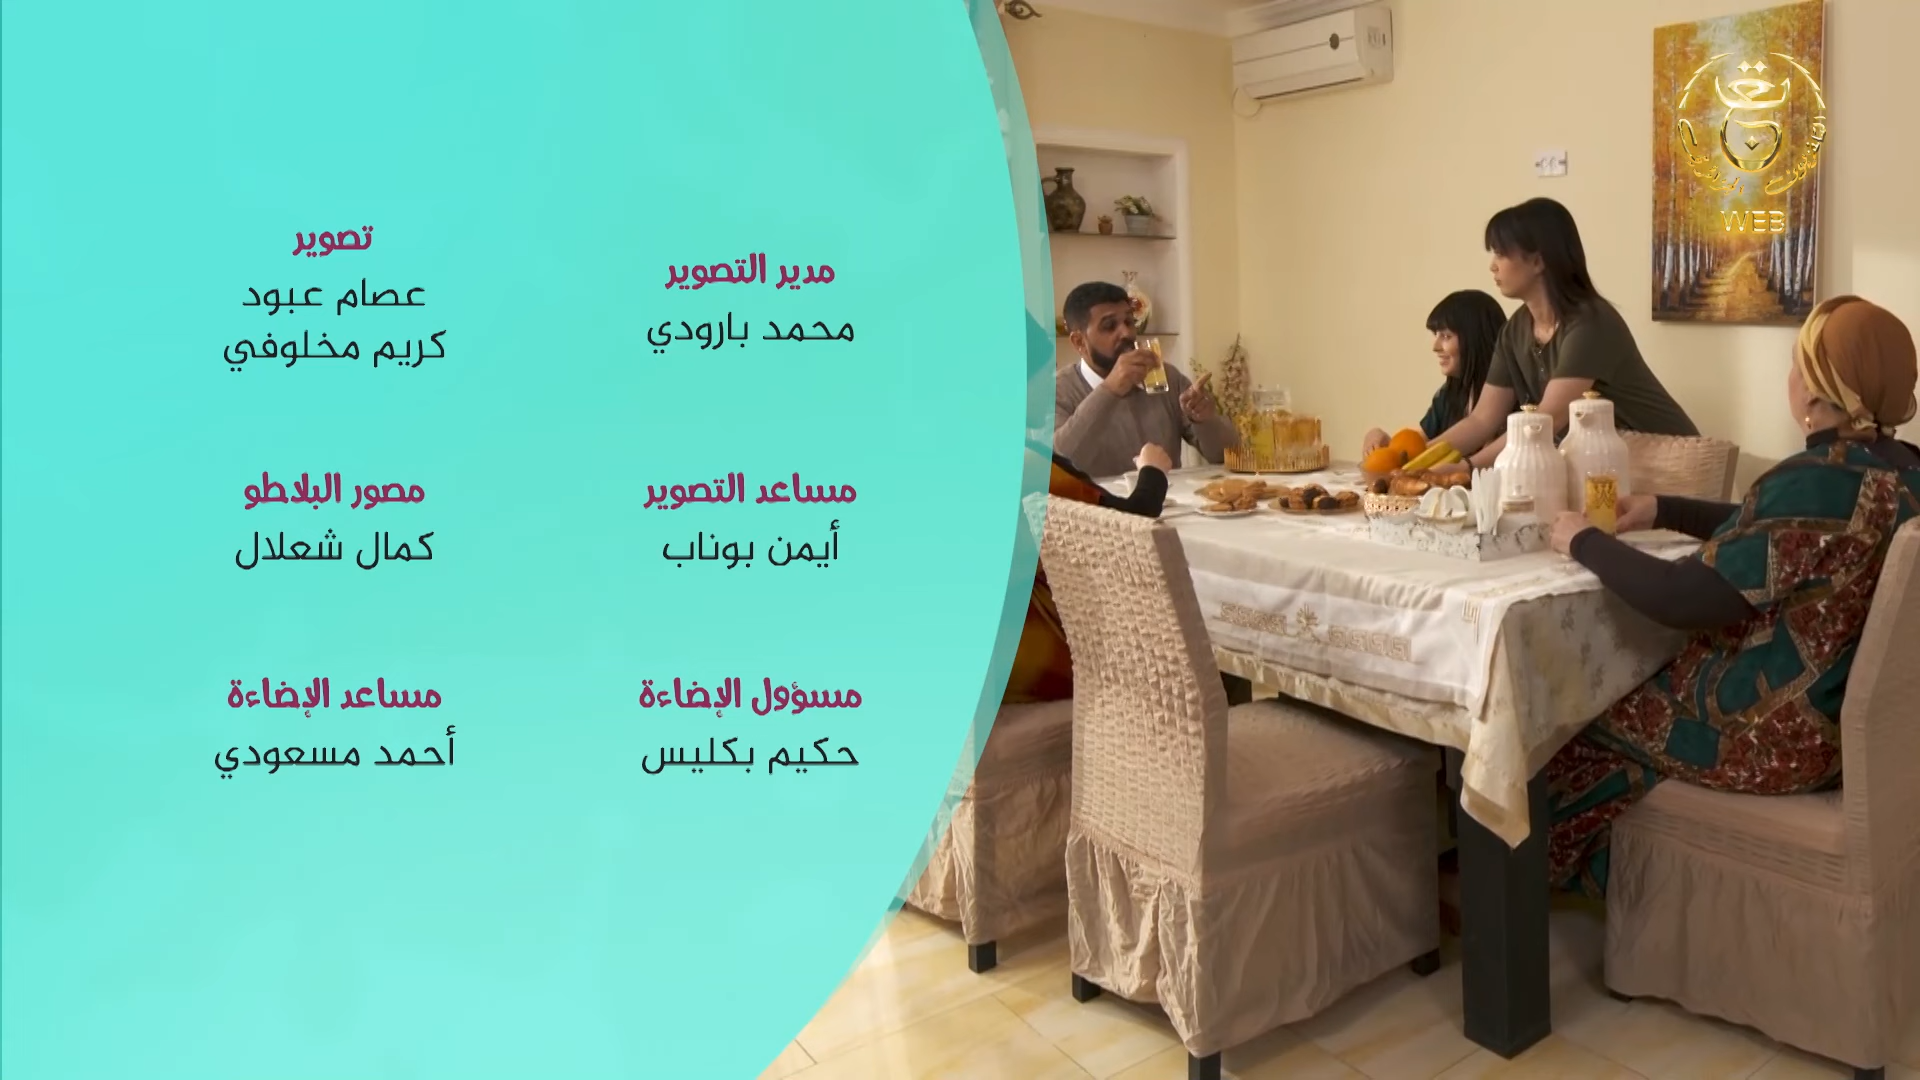 مدير التصوير
محمد بارودي
تصوير
عصام عبود
كريم مخلوفي
مساعد التصوير
أيمن بوناب
مصور البلاطو
كمال شعلال
مسؤول الإضاءة
حكيم بكليس
مساعد الإضاءة
أحمد مسعودي
WEB